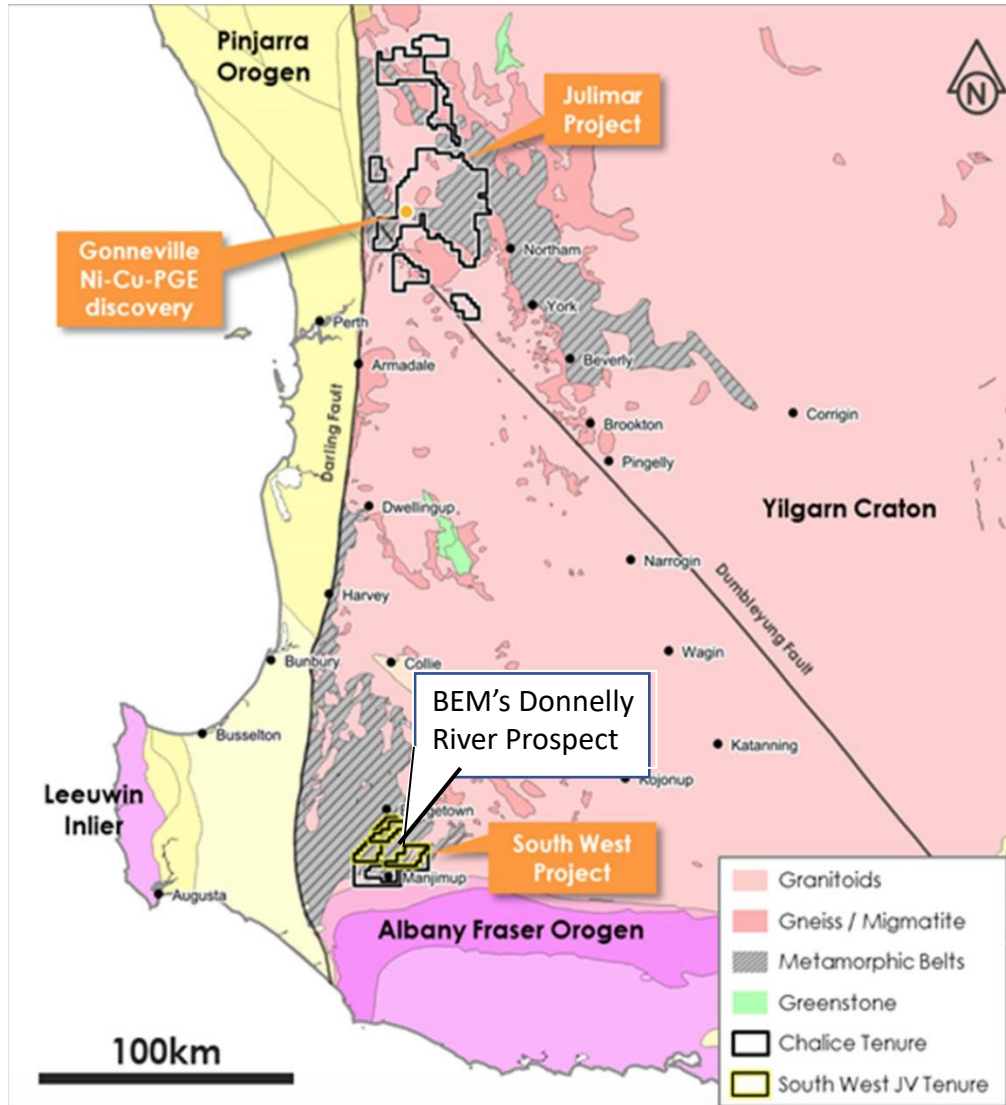 Pinjarra
Orogen
N
Julimar
Project
Gonneville
Ni-Cu-PGE
discovery
Northam
York
Perth
Beverly
Armadale
Corrigin
Brookton
Darling Fault
Pingelly
Dwellingup
Yilgarn Craton
Narrogin
Dumbleyung Fault
Harvey
Wagin
Bunbury
Collie
BEM's Donnelly
River Prospect
Busselton
Katanning
Kojonup
Leeuwin
Inlier
South West
Project
Manjimup
Augusta
Albany Fraser Orogen
100km
Granitoids
Gneiss / Migmatite
Metamorphic Belts
Greenstone
Chalice Tenure
South West JV Tenure